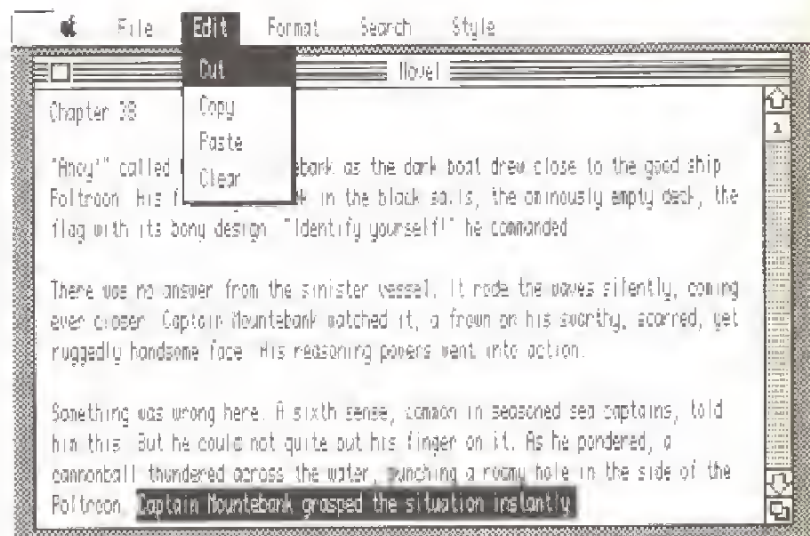 File Edit Format Search Style
Novel
Cut
Copy
Paste
Clear
1
Chapter 38
"Ahoy!" called as the dark boat drew close to the good ship
Poltroon. His in the black sails, the ominously empty deck, the
flag with its bony design. "Identify yourself!" he commanded.
There was no answer from the sinister vessel. It rode the waves silently, coming
ever closer. Captain Mountebank watched it, a frown on his swarthy, scarred, yet
ruggedly handsome face. His reasoning powers went into action.
Something was wrong here. A sixth sense, common in seasoned sea captains, told
him this. But he could not quite put his finger on it. As he pondered, a
cannonball thundered across the water, punching a roomy hole in the side of the
Poltroon. Captain Mountebank grasped the situation instantly.